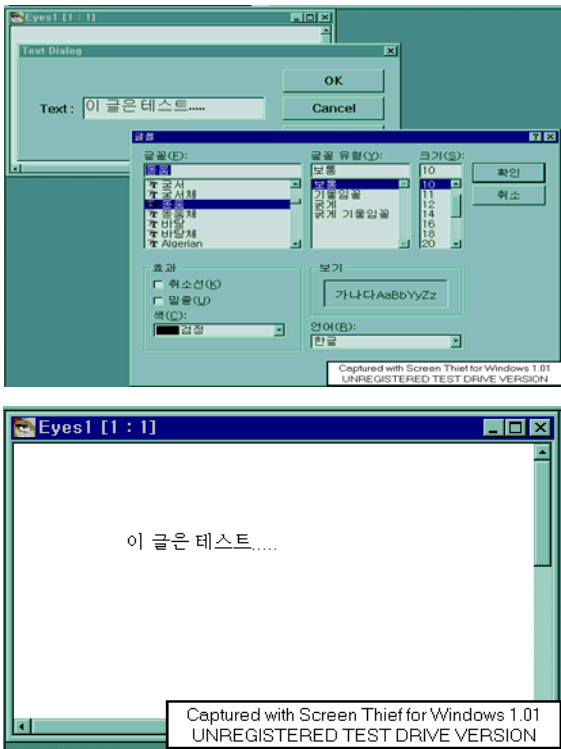 Eyes1 [1 : 1]
Text Dialog
OK
Text : 이 글은 테스트.....
Cancel
글꼴
글꼴(F): 글꼴 유형(Y): 크기(S):
돋움 보통 10 확인
궁서 보통 10 취소
궁서체 기울임꼴 11
돋움 굵게 12
돋움체 굵게 기울임꼴 14
바탕 16
바탕체 18
Algerian 20
효과 보기
취소선(K)
밑줄(U) 가나다AaBbYyZz
색(C): 언어(R):
검정 한글
Captured with Screen Thief for Windows 1.01
UNREGISTERED TEST DRIVE VERSION
Eyes1 [1 : 1]
이 글은 테스트.....
Captured with Screen Thief for Windows 1.01
UNREGISTERED TEST DRIVE VERSION